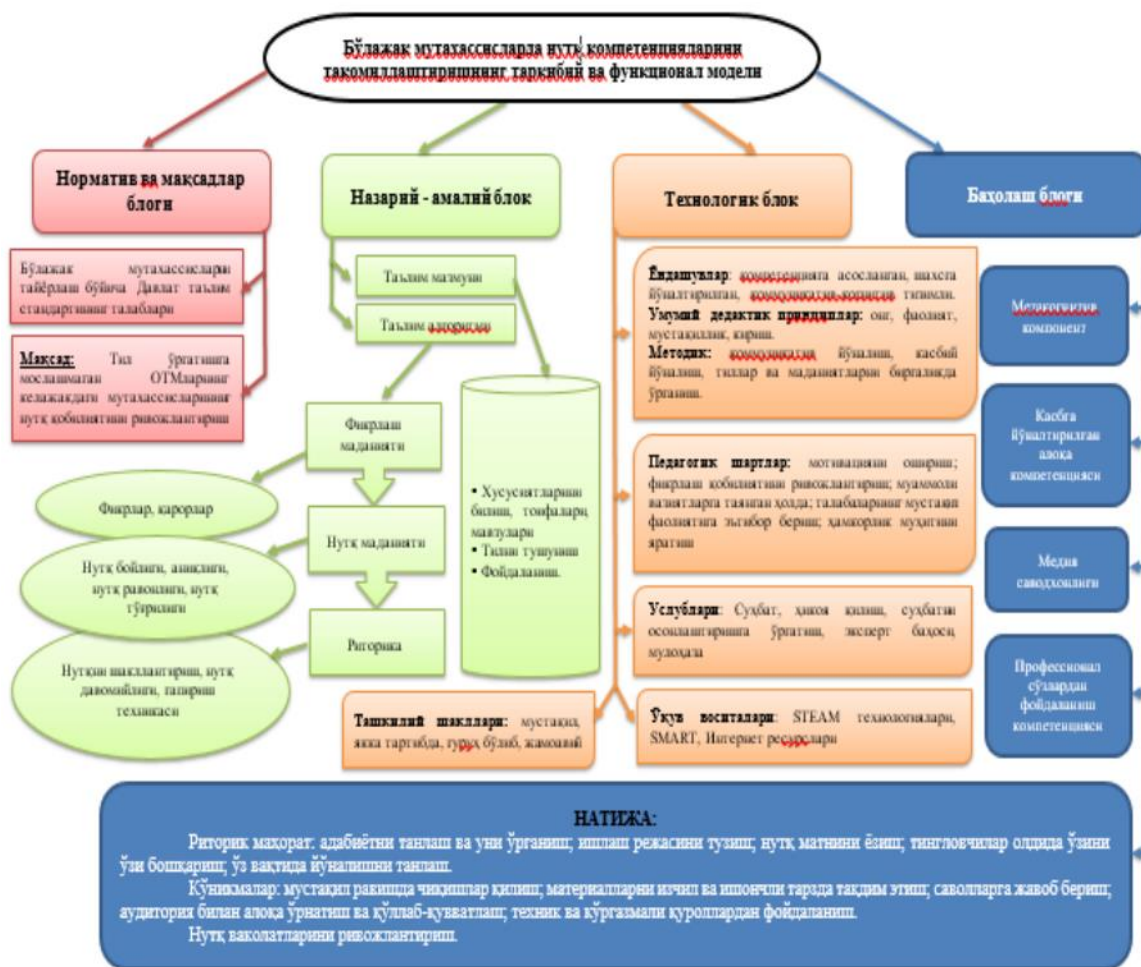 Бўлажак мутахассисларда нутқ компетенцияларини
такомиллаштиришнинг таркибий ва функционал модели
Норматив ва мақсадлар
блоги
Назарий - амалий блок
Технологик блок
Баҳолаш блоги
Бўлажак мутахассисларни
тайёрлаш бўйича Давлат таълим
стандартининг талаблари
Мақсад: Тил ўргатишга
мослашмаган ОТМларнинг
келажакдаги мутахассисларининг
нутқ қобилиятини ривожлантириш
Таълим мазмуни
Таълим алгоритми
Фикрлаш
маданияти
Нутқ маданияти
Риторика
Фикрлар, қарорлар
Нутқ бойлиги, аниқлиги,
нутқ равонлиги, нутқ
тўғрилиги
Нутқни шакллантириш, нутқ
давомийлиги, гапириш
техникаси
▪ Хусусиятларини
билиш, тоифалари,
мавзулари
▪ Тилни тушуниш
▪ Фойдаланиш.
Ёндашувлар: компетенцияга асосланган, шахсга
йўналтирилган, коммуникатив-когнитив тизимли.
Умумий дедактик принциплар: онг, фаолият,
мустақиллик, кириш.
Методик: коммуникатив йўналиш, касбий
йўналиш, тиллар ва маданиятларни биргаликда
ўрганиш.
Педагогик шартлар: мотивацияни ошириш;
фикрлаш қобилиятини ривожлантириш; муаммоли
вазиятларга таянган ҳолда; талабаларнинг мустақил
фаолиятига эътибор бериш; ҳамкорлик муҳитини
яратиш
Услублари: Суҳбат, ҳикоя қилиш, суҳбатни
осонлаштиришга ўргатиш, эксперт баҳоси,
мулоҳаза
Ташкилий шакллари: мустақил,
якка тартибда, гуруҳ бўлиб, жамоавий
Ўқув воситалари: STEAM технологиялари,
SMART, Интернет ресурслари
Метакогнитив
компонент
Касбга
йўналтирилган
алоқа
компетенцияси
Медиа
саводхонлиги
Профессионал
сўзлардан
фойдаланиш
компетенцияси
НАТИЖА:
Риторик маҳорат: адабиётни танлаш ва уни ўрганиш; ишлаш режасини тузиш; нутқ матнини ёзиш; тингловчилар олдида ўзини
ўзи бошқариш; ўз вақтида йўналишни танлаш.
Кўникмалар: мустақил равишда чиқишлар қилиш; материалларни изчил ва ишончли тарзда тақдим этиш; саволларга жавоб бериш;
аудитория билан алоқа ўрнатиш ва қўллаб-қувватлаш; техник ва кўргазмали қуроллардан фойдаланиш.
Нутқ ваколатларини ривожлантириш.